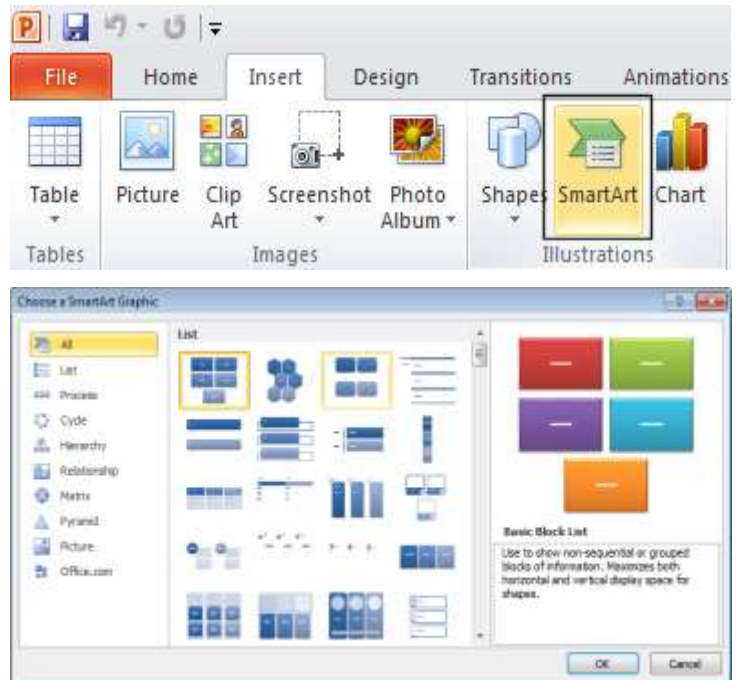 P
File Home Insert Design Transitions Animations
Table Picture Clip Art Screenshot Photo Album Shapes SmartArt Chart
Tables Images Illustrations
Choose a SmartArt Graphic
All
List
Process
Cycle
Hierarchy
Relationship
Matrix
Pyramid
Picture
Office.com
List
Basic Block List
Use to show non-sequential or grouped
blocks of information. Maximizes both
horizontal and vertical display space for
shapes.
OK Cancel